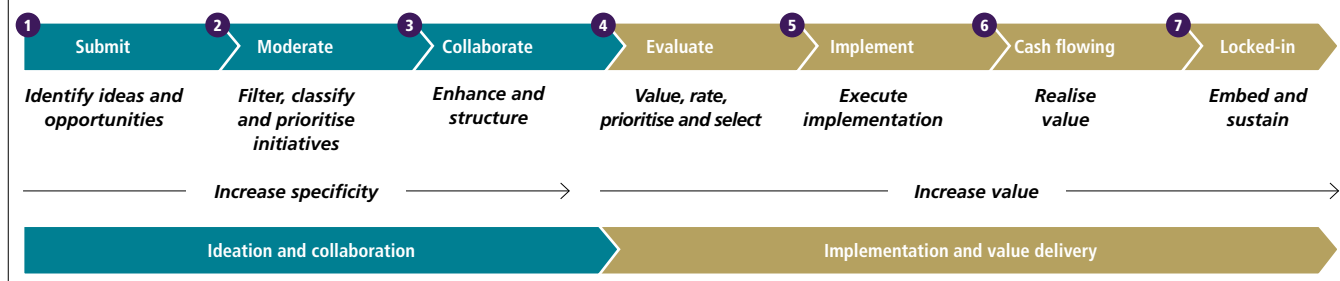 1 Submit
2 Moderate
3 Collaborate
4 Evaluate
5 Implement
6 Cash flowing
7 Locked-in
Identify ideas and
opportunities
Filter, classify
and prioritise
initiatives
Enhance and
structure
Value, rate,
prioritise and select
Execute
implementation
Realise
value
Embed and
sustain
Increase specificity
Increase value
Ideation and collaboration
Implementation and value delivery